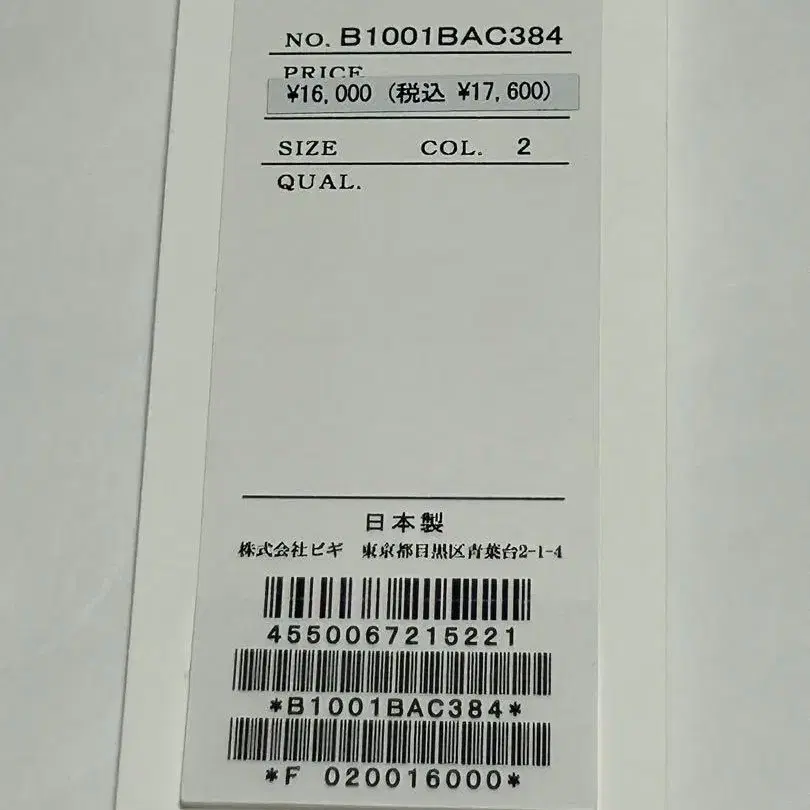 NO. B1001BAC384
PRICE
¥16,000 (税込 ¥17,600)
SIZE COL. 2
QUAL.
日本製
株式会社ビギ 東京都目黒区青葉台2-1-4
4550067215221
*B1001BAC384*
*F 020016000*